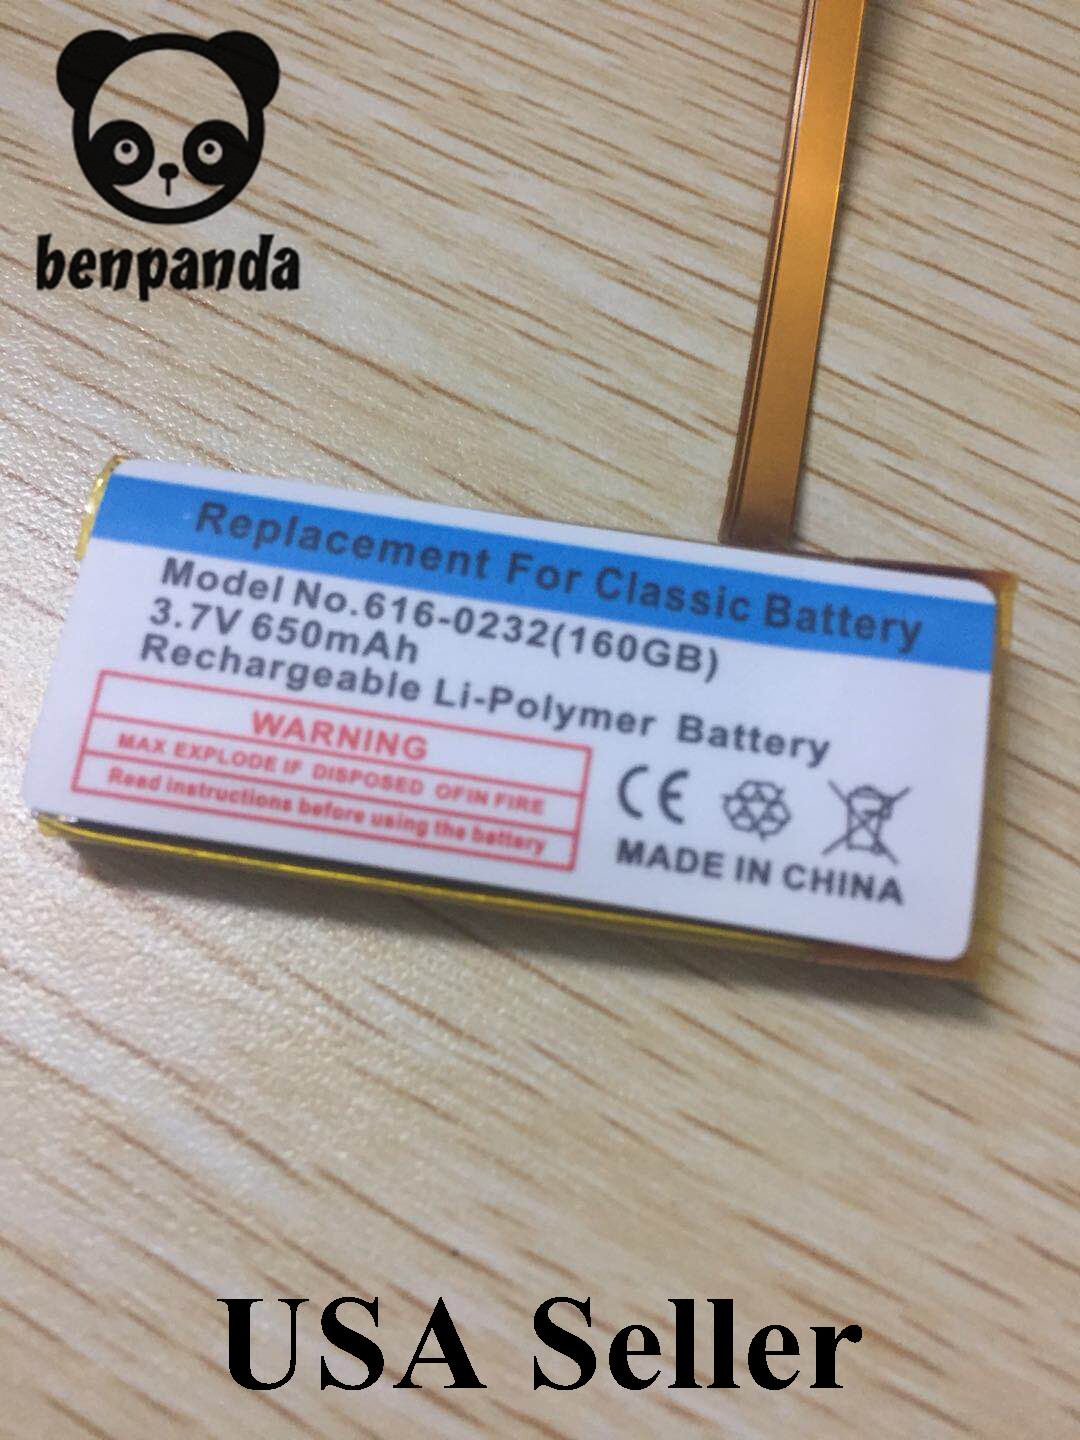 benpanda
Replacement For Classic Battery
Model No.616-0232(160GB)
3.7V 650mAh
Rechargeable Li-Polymer Battery
WARNING
MAX EXPLODE IF DISPOSED OFIN FIRE
Read instructions before using the battery
CE
MADE IN CHINA
USA Seller